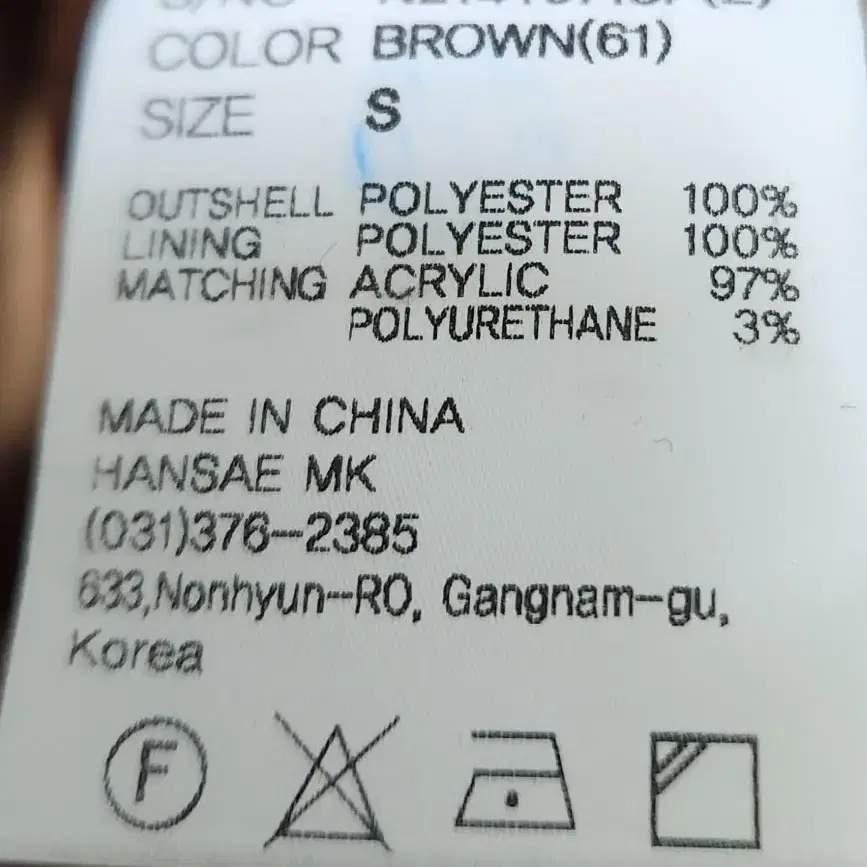 COLOR BROWN(61)
SIZE S
OUTSHELL POLYESTER 100%
LINING POLYESTER 100%
MATCHING ACRYLIC 97%
POLYURETHANE 3%
MADE IN CHINA
HANSAE MK
(031)376-2385
633,Nonhyun-RO, Gangnam-gu,
Korea
F